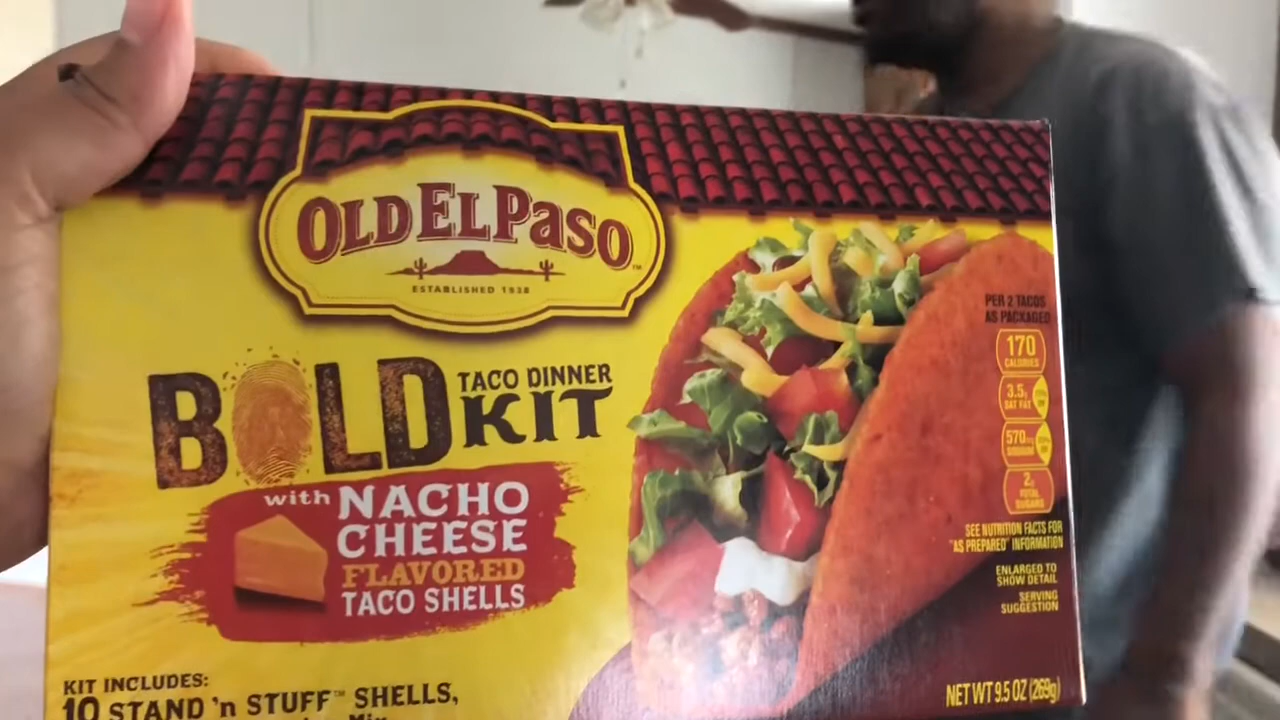 OLD EL PASO™
ESTABLISHED 1938
BOLD TACO DINNER KIT
with NACHO
CHEESE
FLAVORED
TACO SHELLS
PER 2 TACOS
AS PACKAGED
170
CALORIES
3.5g
SAT FAT
570mg
SODIUM
2g
TOTAL
SUGARS
SEE NUTRITION FACTS FOR
"AS PREPARED" INFORMATION
ENLARGED TO
SHOW DETAIL
SERVING
SUGGESTION
KIT INCLUDES:
10 STAND 'n STUFF™ SHELLS,
Mix
NET WT 9.5 OZ (269g)